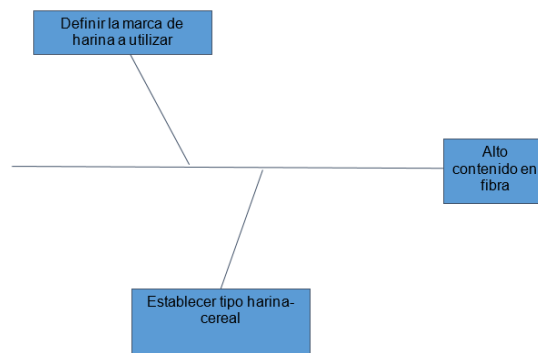 Definir la marca de
harina a utilizar
Alto
contenido en
fibra
Establecer tipo harina-
cereal